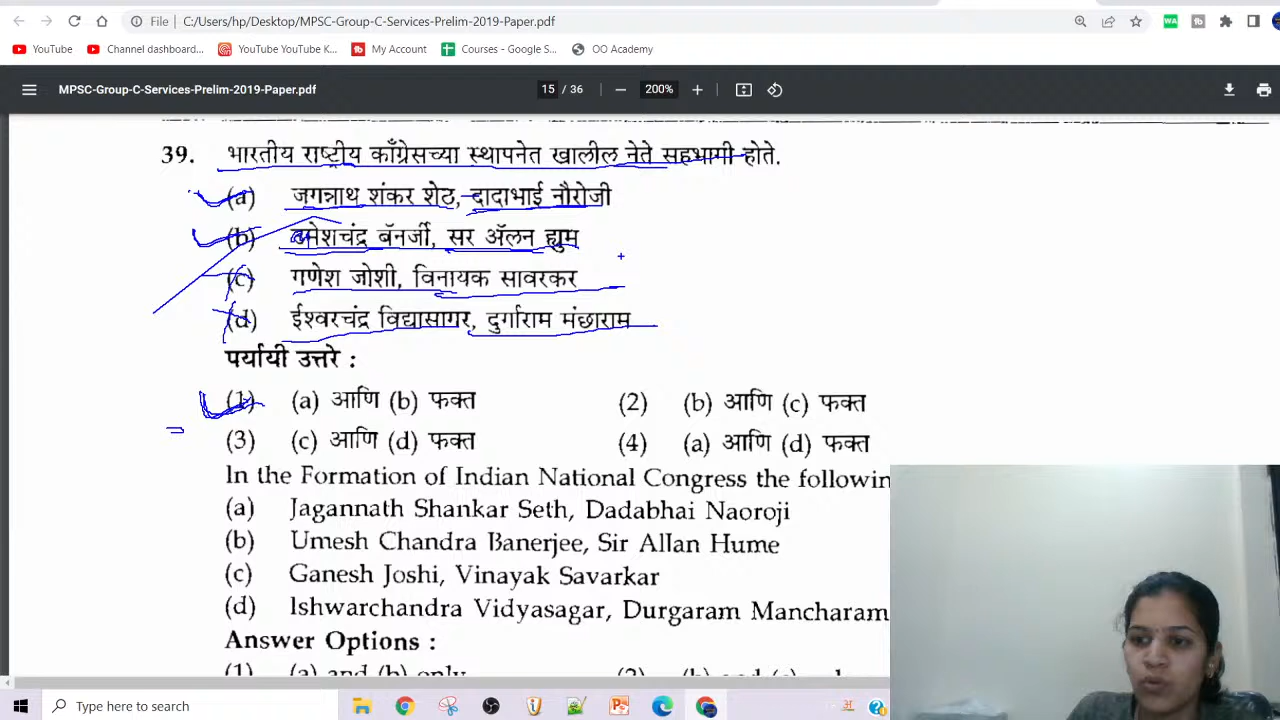 File C:/Users/hp/Desktop/MPSC-Group-C-Services-Prelim-2019-Paper.pdf
YouTube Channel dashboard... YouTube YouTube K... My Account Courses - Google S... OO Academy
MPSC-Group-C-Services-Prelim-2019-Paper.pdf 15 / 36 200%
39. भारतीय राष्ट्रीय काँग्रेसच्या स्थापनेत खालील नेते सहभागी होते.
(a) जगन्नाथ शंकर शेठ, दादाभाई नौरोजी
(b) उमेशचंद्र बॅनर्जी, सर ॲलन ह्युम
(c) गणेश जोशी, विनायक सावरकर
(d) ईश्वरचंद्र विद्यासागर, दुर्गाराम मंछाराम
पर्यायी उत्तरे :
(1) (a) आणि (b) फक्त (2) (b) आणि (c) फक्त
(3) (c) आणि (d) फक्त (4) (a) आणि (d) फक्त
In the Formation of Indian National Congress the followin
(a) Jagannath Shankar Seth, Dadabhai Naoroji
(b) Umesh Chandra Banerjee, Sir Allan Hume
(c) Ganesh Joshi, Vinayak Savarkar
(d) Ishwarchandra Vidyasagar, Durgaram Mancharam
Answer Options :
(1) (a) and (b) only (2)
Type here to search